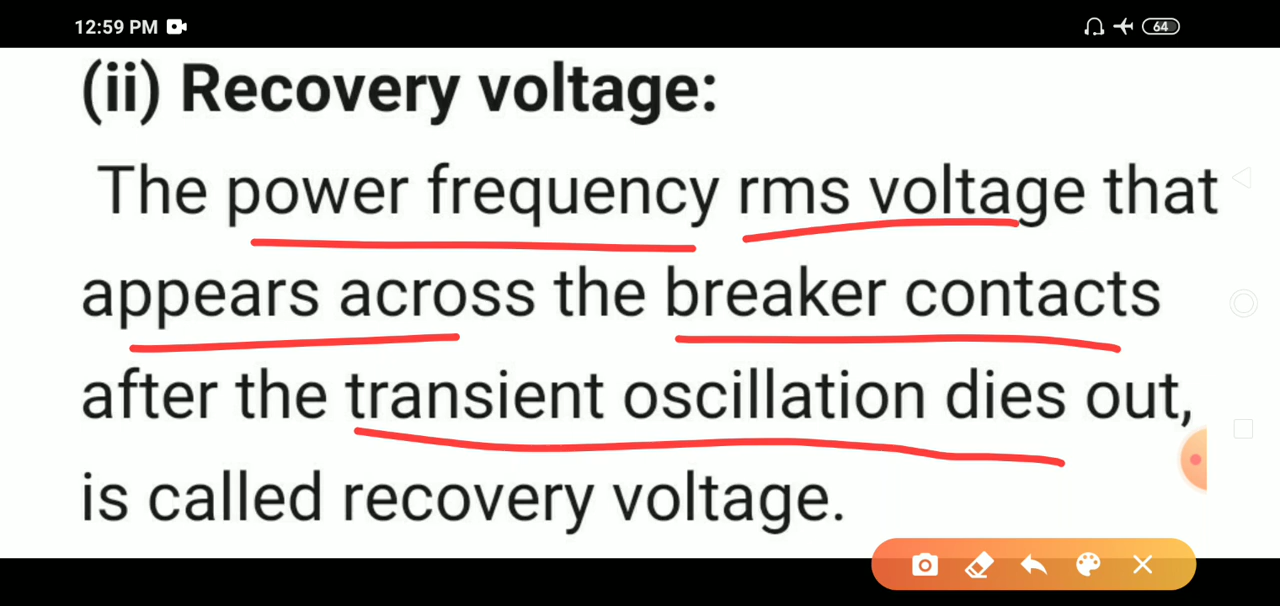 12:59 PM
64
(ii) Recovery voltage:
The power frequency rms voltage that
appears across the breaker contacts
after the transient oscillation dies out,
is called recovery voltage.